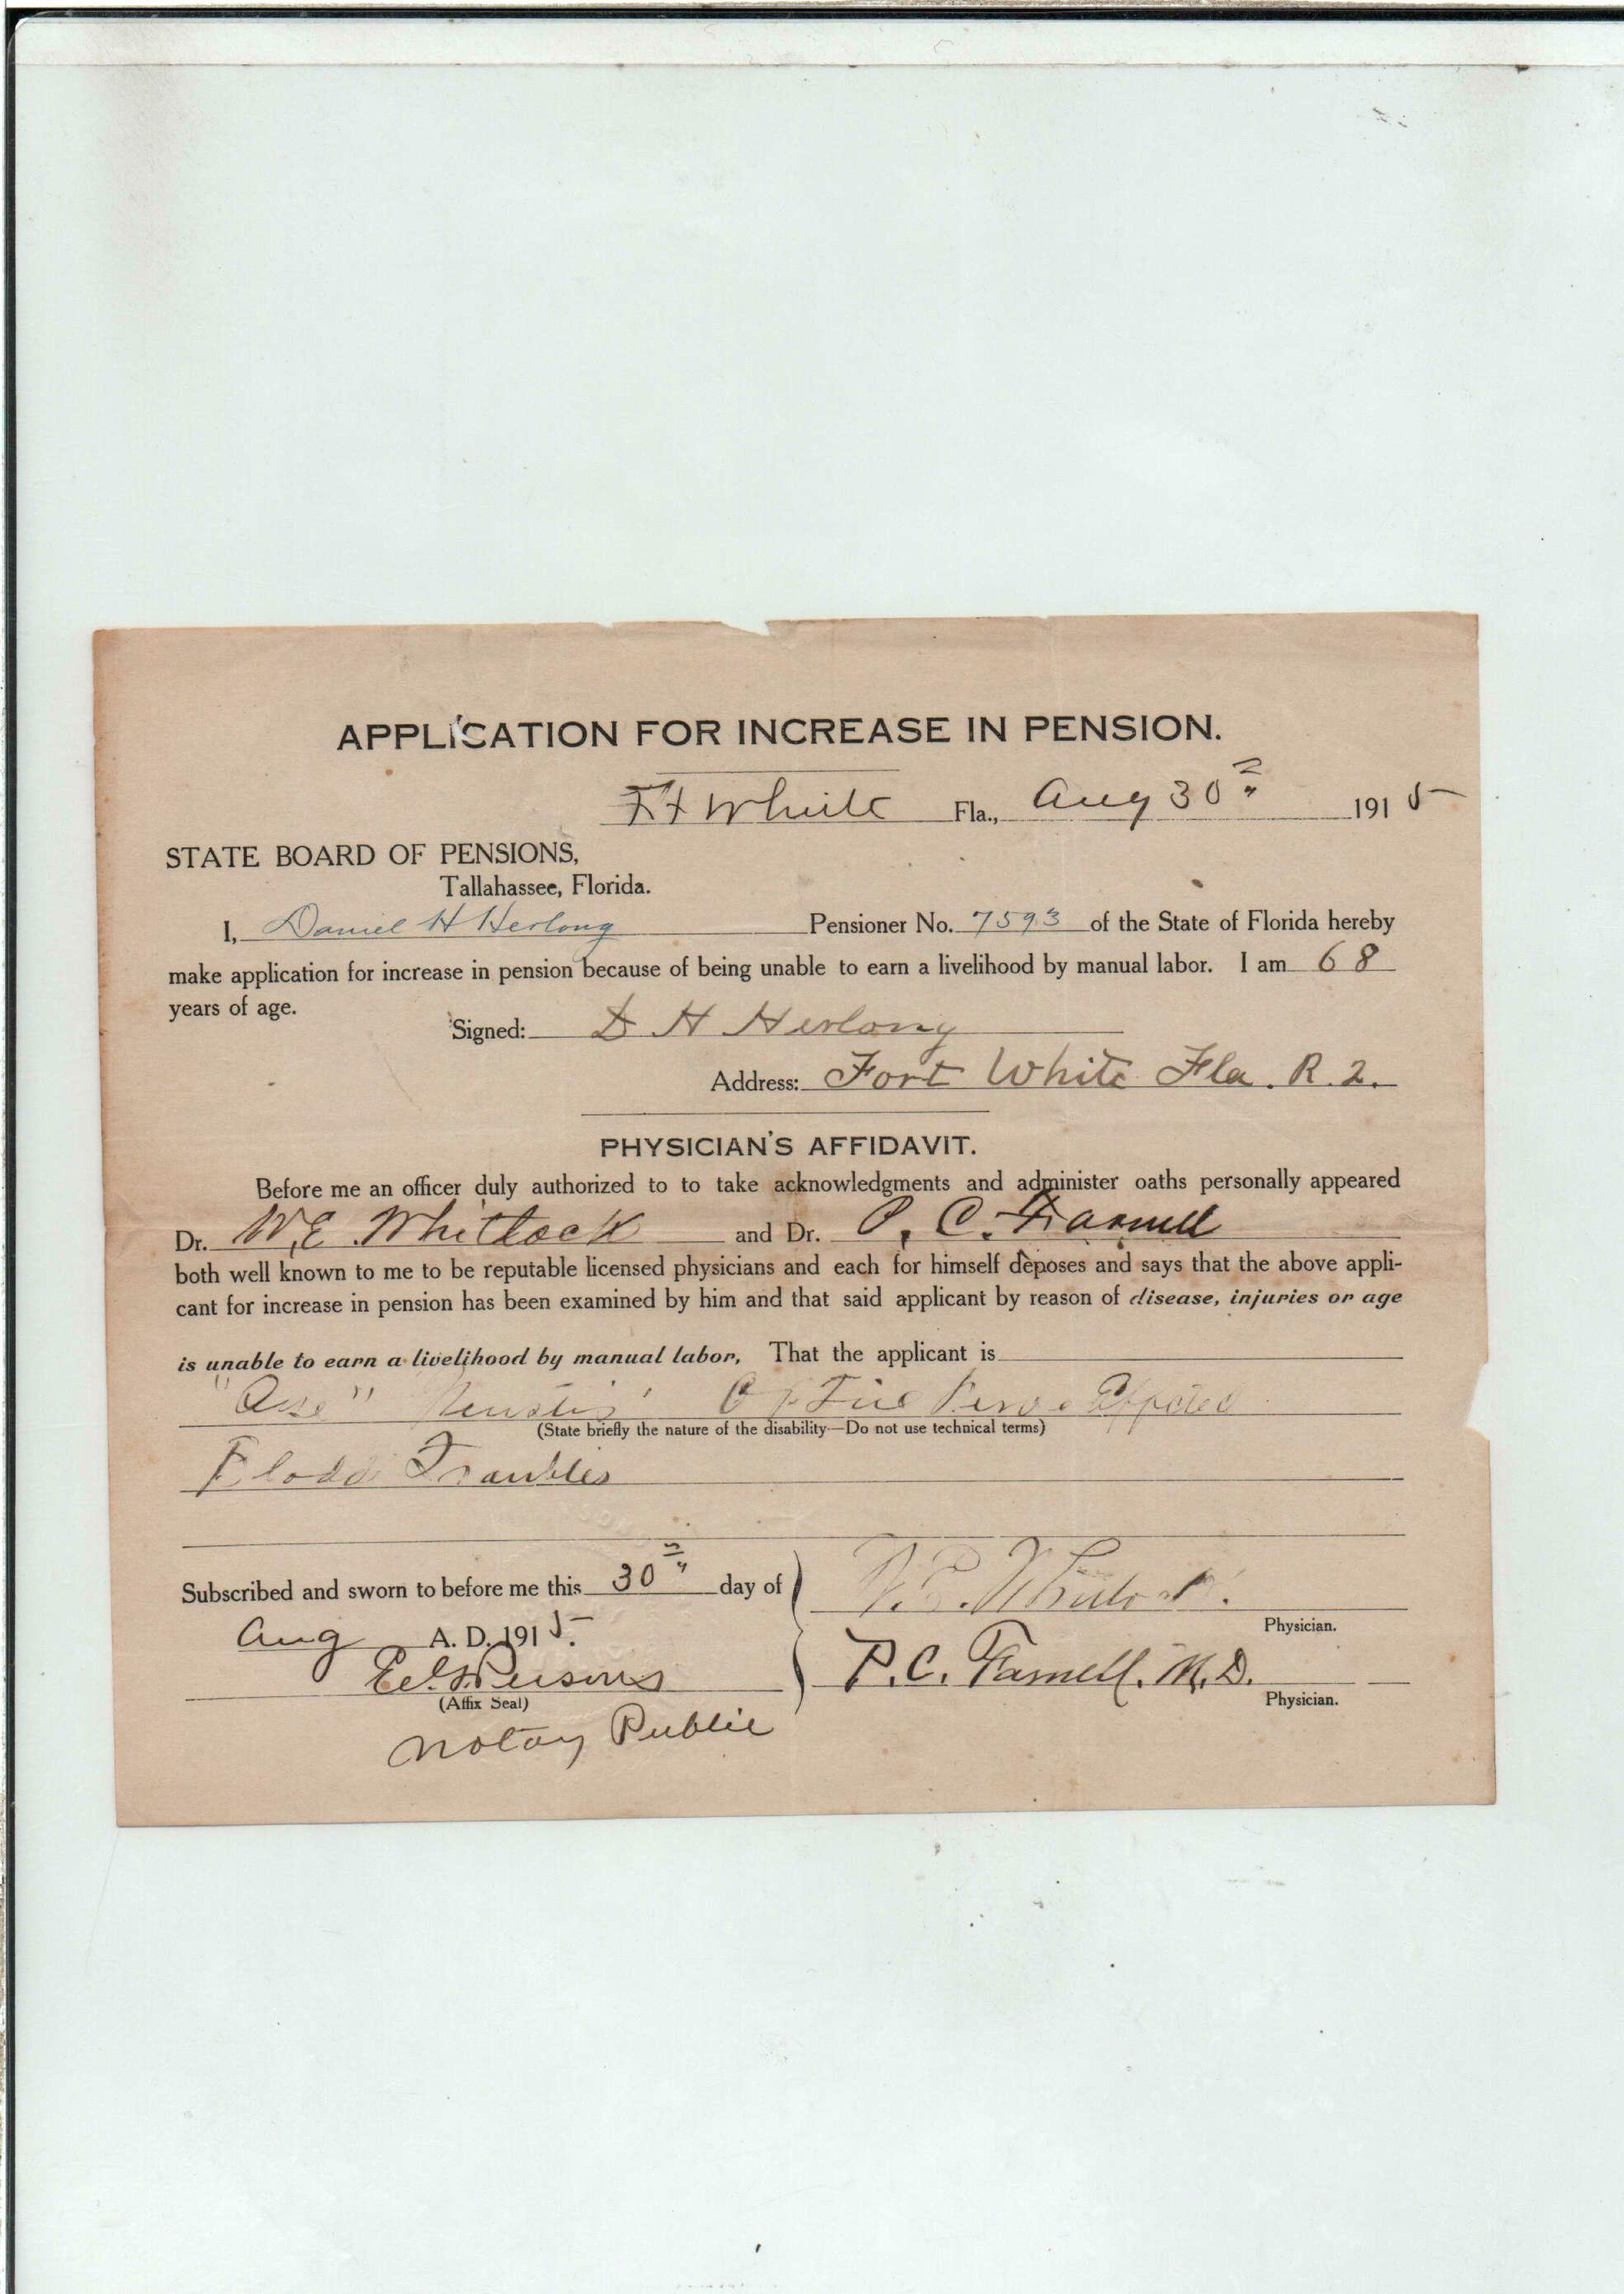 APPLICATION FOR INCREASE IN PENSION.
Ft White Fla., Aug 30" 1915
STATE BOARD OF PENSIONS,
Tallahassee, Florida.
I, Daniel H Herlong Pensioner No. 7593 of the State of Florida hereby
make application for increase in pension because of being unable to earn a livelihood by manual labor. I am 68
years of age.
Signed: D H Herlong
Address: Fort White Fla. R. 2.
PHYSICIAN'S AFFIDAVIT.
Before me an officer duly authorized to to take acknowledgments and administer oaths personally appeared
Dr. W.E. Whitlock and Dr. P. C. Farnell
both well known to me to be reputable licensed physicians and each for himself deposes and says that the above appli-
cant for increase in pension has been examined by him and that said applicant by reason of disease, injuries or age
is unable to earn a livelihood by manual labor, That the applicant is
"Age" Optic Nerve Affected
(State briefly the nature of the disability—Do not use technical terms)
Troubles
Subscribed and sworn to before me this 30" day of
W.E. Whitlock.
Physician.
Aug A. D. 1915.
P. C. Farnell. M. D.
Physician.
(Affix Seal)
Notay Public